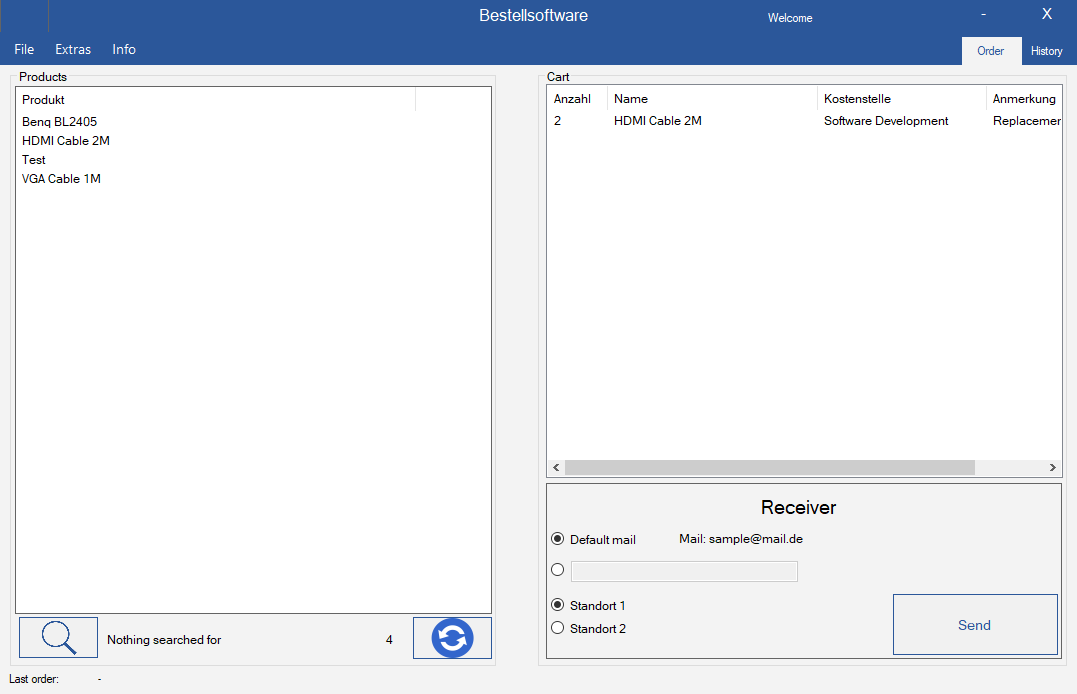 Bestellsoftware
Welcome
-
X
File Extras Info
Order History
Products
Produkt
Benq BL2405
HDMI Cable 2M
Test
VGA Cable 1M
Nothing searched for 4
Cart
Anzahl Name Kostenstelle Anmerkung
2 HDMI Cable 2M Software Development Replacemer
Receiver
Default mail Mail: sample@mail.de
Standort 1
Standort 2
Send
Last order: -